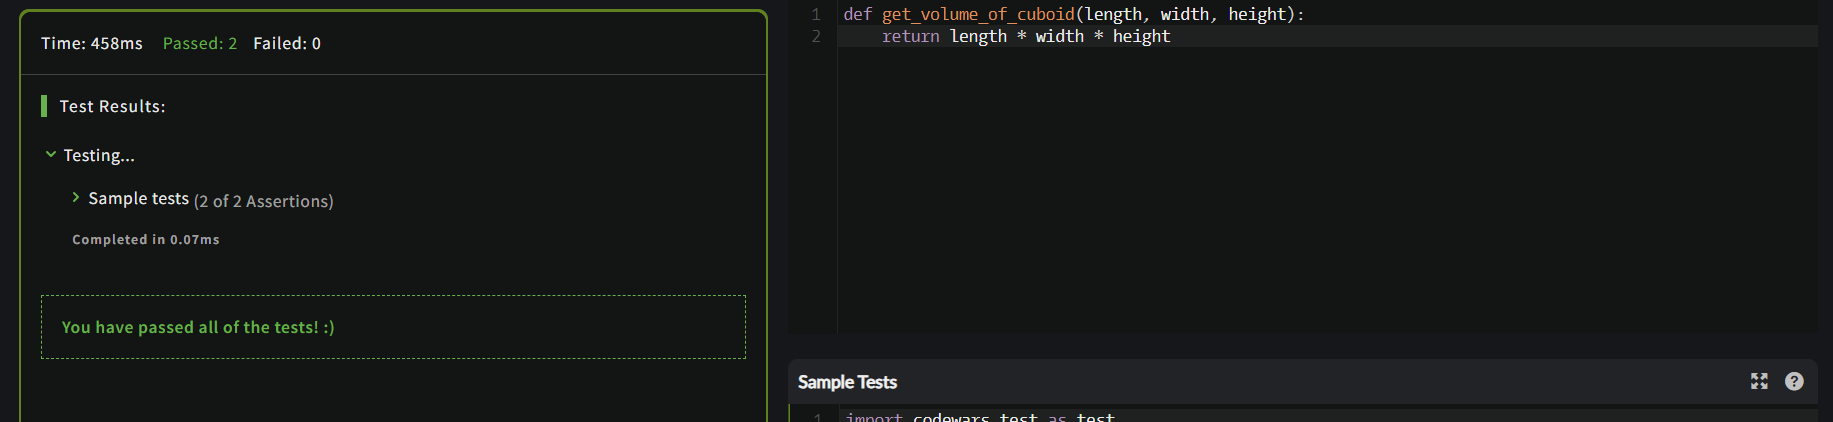 Time: 458ms Passed: 2 Failed: 0
Test Results:
Testing...
Sample tests (2 of 2 Assertions)
Completed in 0.07ms
You have passed all of the tests! :)
1 def get_volume_of_cuboid(length, width, height):
2     return length * width * height
Sample Tests
?
1 import codewars_test as test